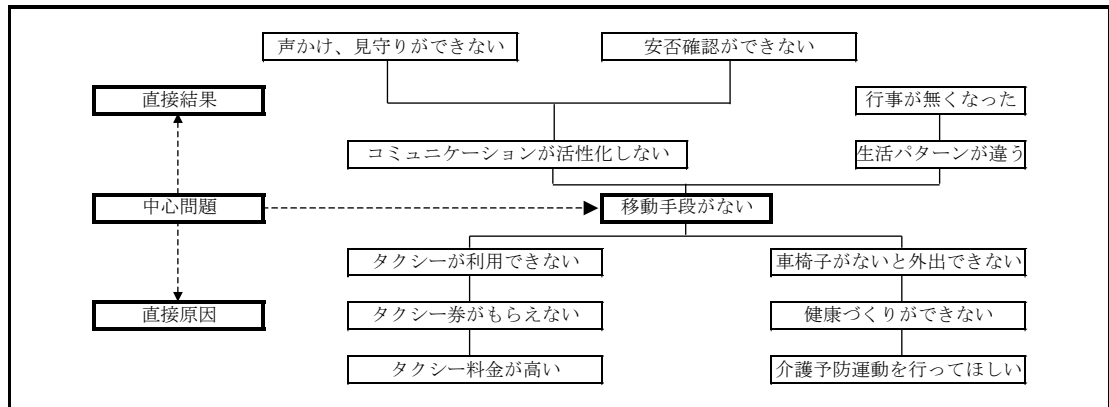 声かけ、見守りができない
安否確認ができない
直接結果
行事が無くなった
コミュニケーションが活性化しない
生活パターンが違う
中心問題
移動手段がない
タクシーが利用できない
車椅子がないと外出できない
直接原因
タクシー券がもらえない
健康づくりができない
タクシー料金が高い
介護予防運動を行ってほしい